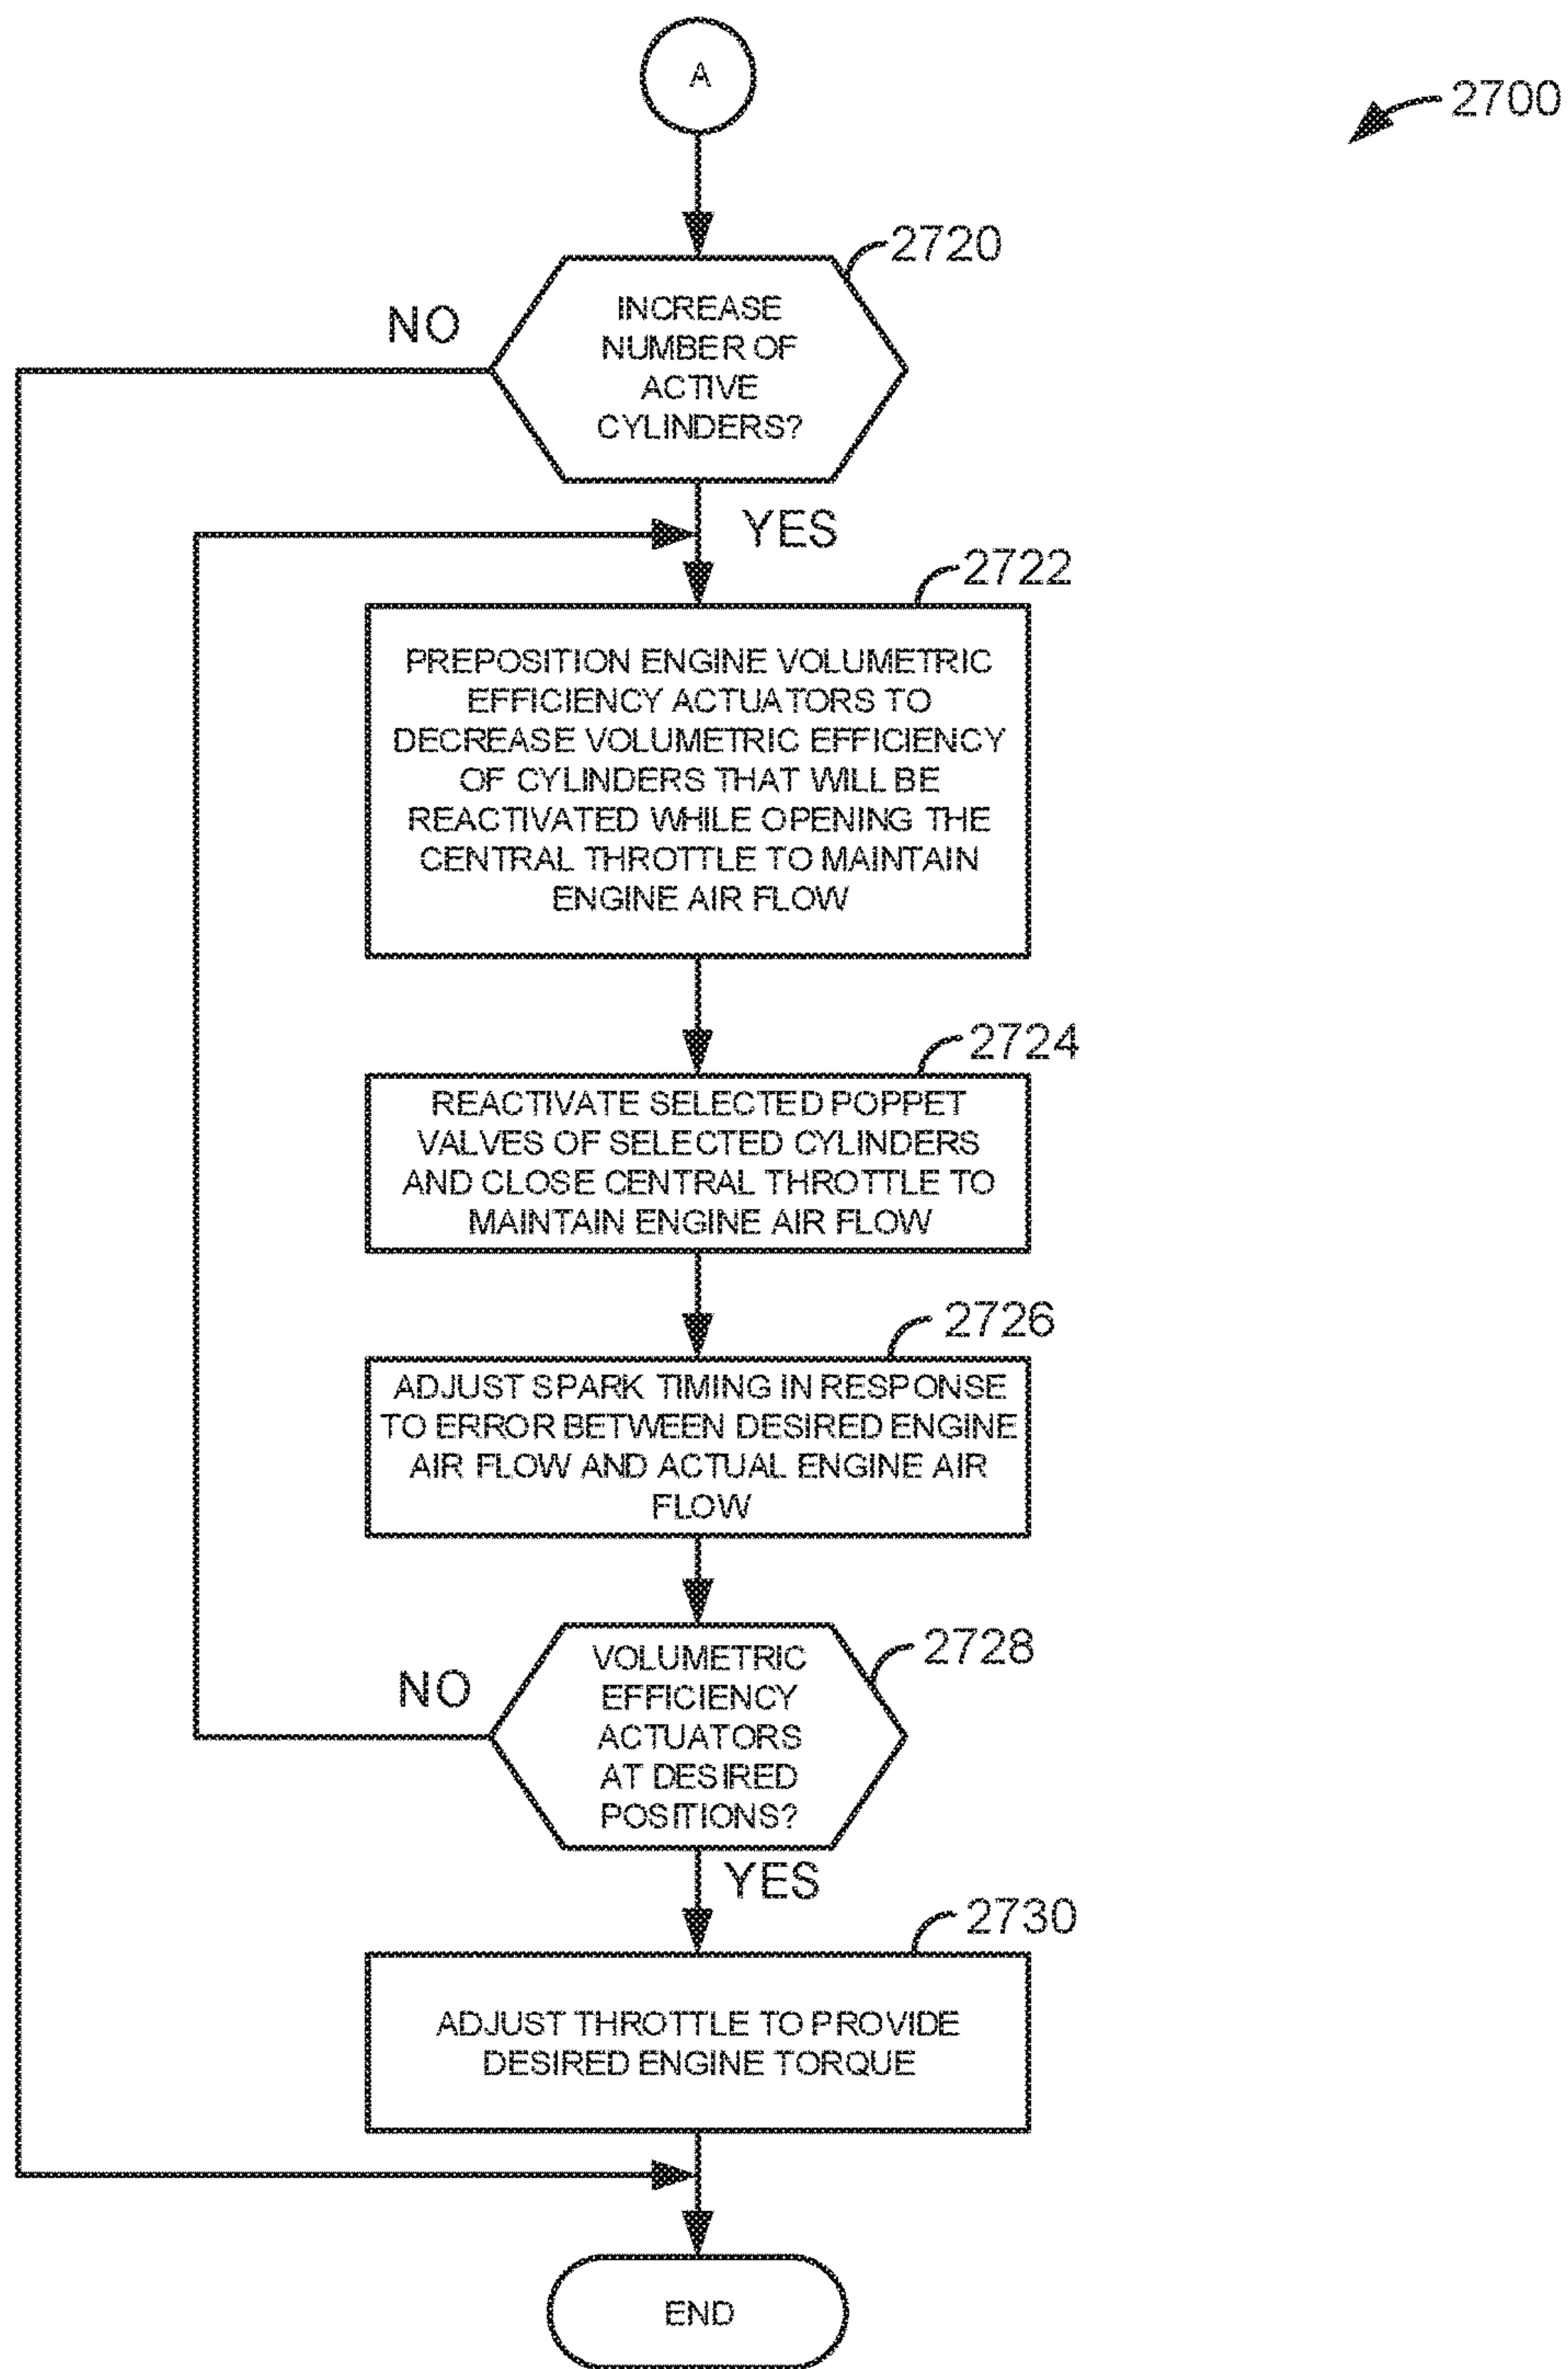 A
2700
2720
NO
INCREASE
NUMBER OF
ACTIVE
CYLINDERS?
YES
2722
PREPOSITION ENGINE VOLUMETRIC
EFFICIENCY ACTUATORS TO
DECREASE VOLUMETRIC EFFICIENCY
OF CYLINDERS THAT WILL BE
REACTIVATED WHILE OPENING THE
CENTRAL THROTTLE TO MAINTAIN
ENGINE AIR FLOW
2724
REACTIVATE SELECTED POPPET
VALVES OF SELECTED CYLINDERS
AND CLOSE CENTRAL THROTTLE TO
MAINTAIN ENGINE AIR FLOW
2726
ADJUST SPARK TIMING IN RESPONSE
TO ERROR BETWEEN DESIRED ENGINE
AIR FLOW AND ACTUAL ENGINE AIR
FLOW
2728
NO
VOLUMETRIC
EFFICIENCY
ACTUATORS
AT DESIRED
POSITIONS?
YES
2730
ADJUST THROTTLE TO PROVIDE
DESIRED ENGINE TORQUE
END